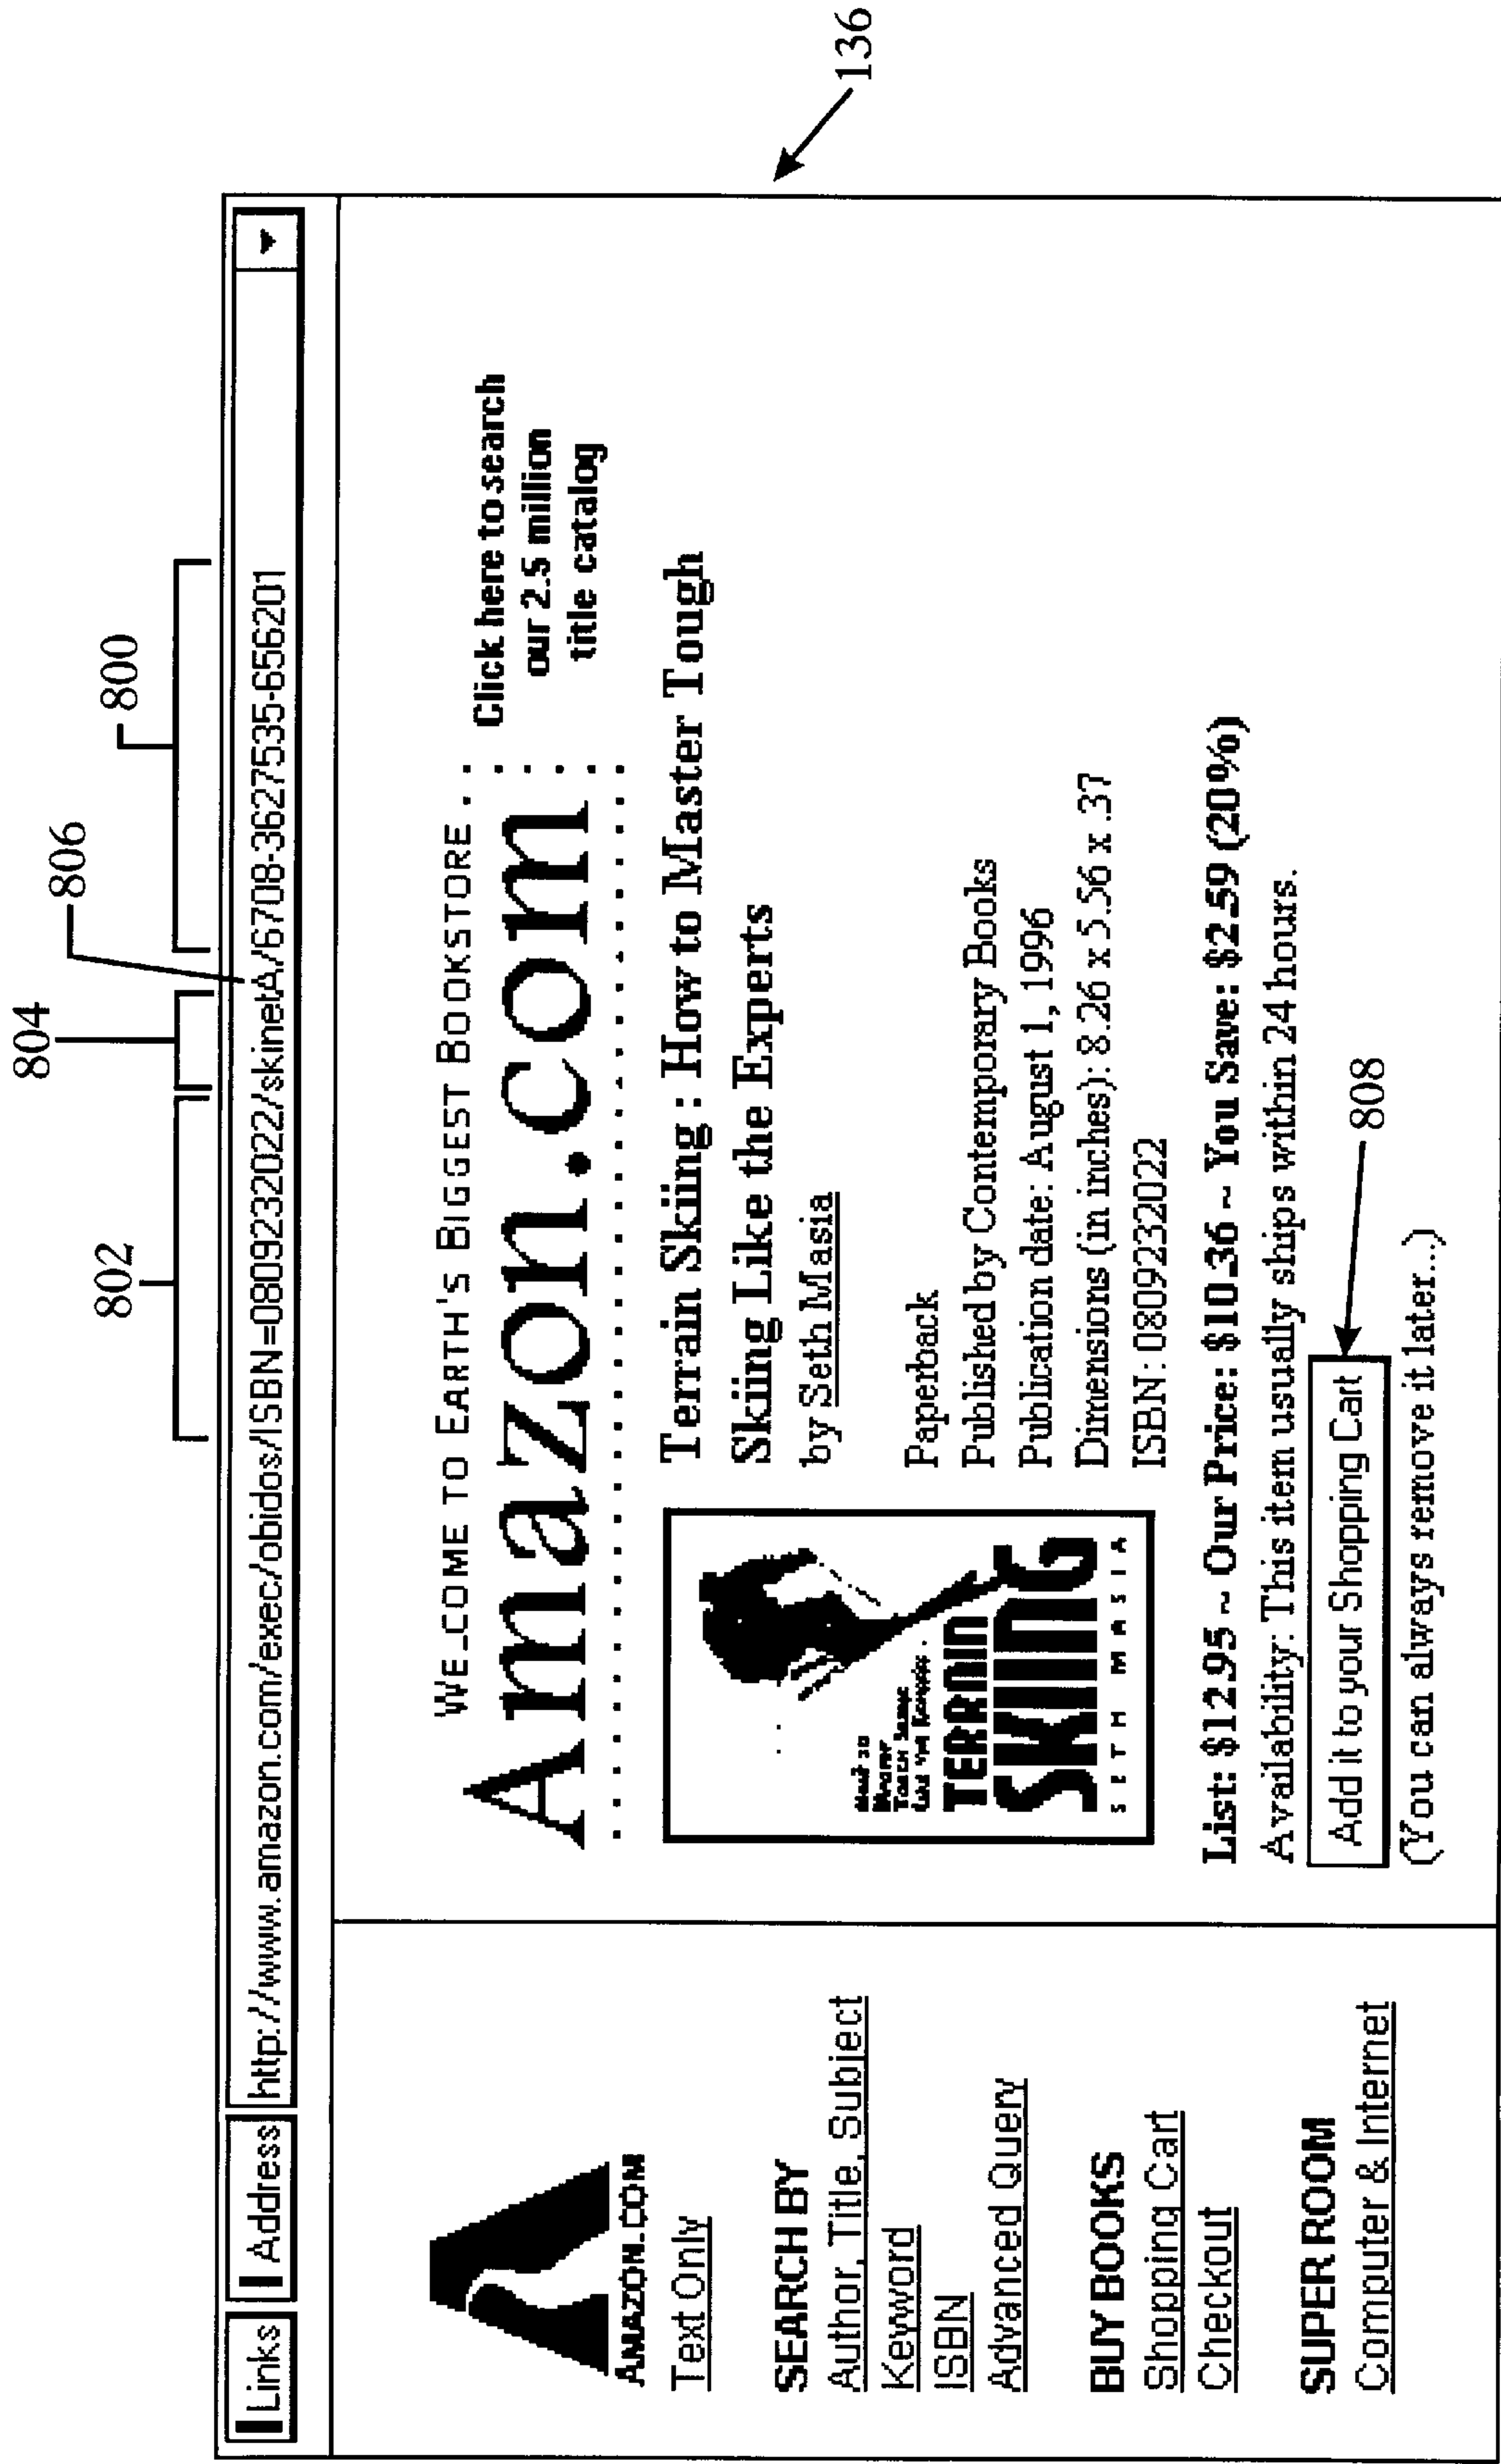 804
806
802
800
Links
Address
http://www.amazon.com/exec/obidos/ISBN=0809232022/skinetA/6708-3627535-656201
136
AMAZON.COM
Text Only
SEARCH BY
Author, Title, Subject
Keyword
ISBN
Advanced Query
BUY BOOKS
Shopping Cart
Checkout
SUPER ROOM
Computer & Internet
WELCOME TO EARTH'S BIGGEST BOOKSTORE
Amazon.com
Click here to search
our 2.5 million
title catalog
Terrain Skiing : How to Master Tough
Skiing Like the Experts
by Seth Masia
TERRAIN
SKIING
SETH MASIA
Paperback
Published by Contemporary Books
Publication date: August 1, 1996
Dimensions (in inches): 8.26 x 5.56 x .37
ISBN: 0809232022
List: $12.95 ~ Our Price: $10.36 ~ You Save: $2.59 (20%)
Availability: This item usually ships within 24 hours.
Add it to your Shopping Cart
808
(You can always remove it later...)